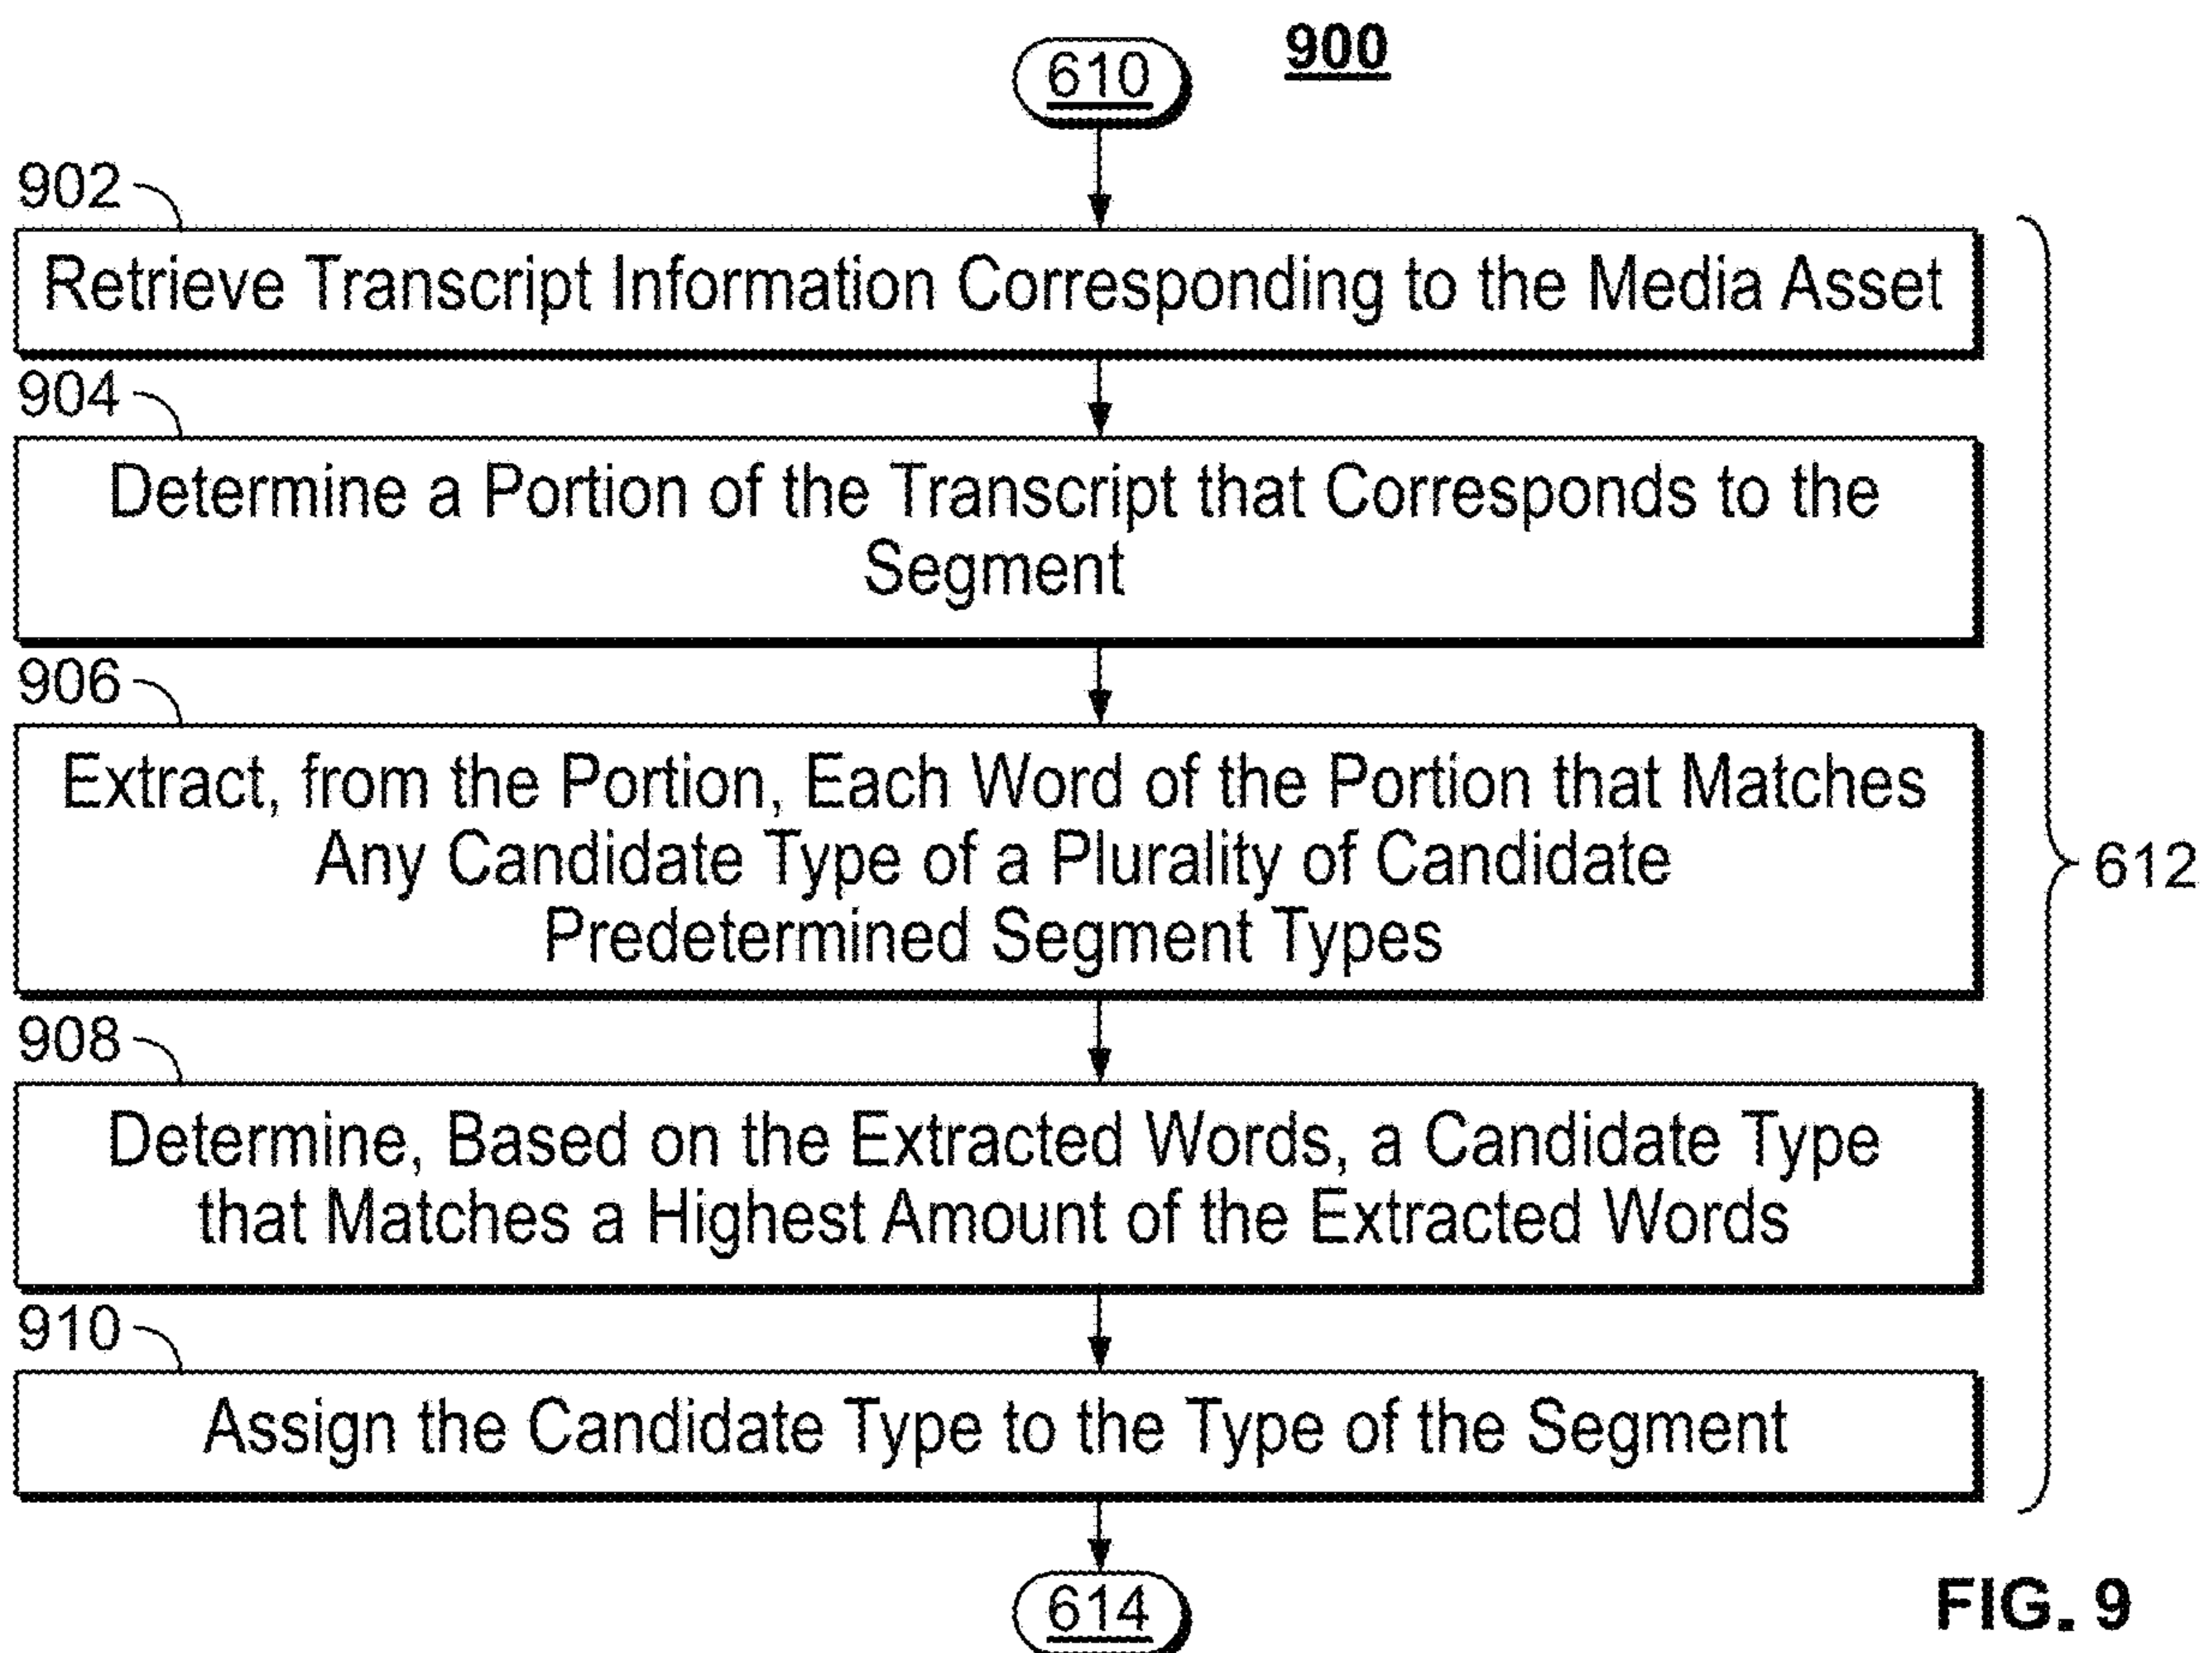 610
900
902
Retrieve Transcript Information Corresponding to the Media Asset
904
Determine a Portion of the Transcript that Corresponds to the
Segment
906
Extract, from the Portion, Each Word of the Portion that Matches
Any Candidate Type of a Plurality of Candidate
Predetermined Segment Types
612
908
Determine, Based on the Extracted Words, a Candidate Type
that Matches a Highest Amount of the Extracted Words
910
Assign the Candidate Type to the Type of the Segment
614
FIG. 9